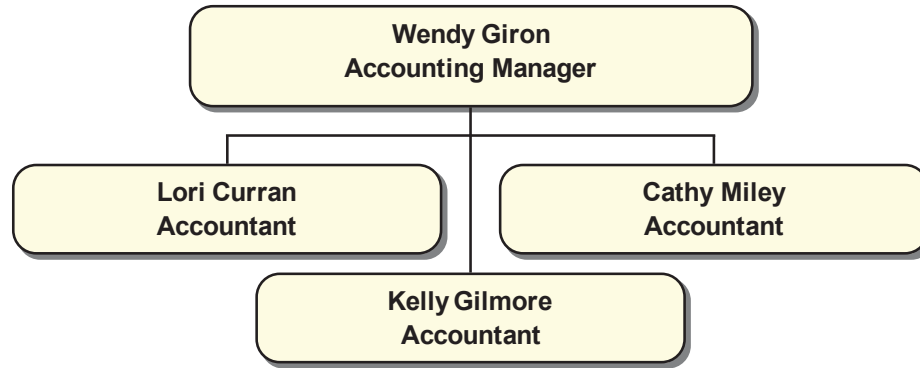 Wendy Giron
Accounting Manager
Lori Curran
Accountant
Cathy Miley
Accountant
Kelly Gilmore
Accountant